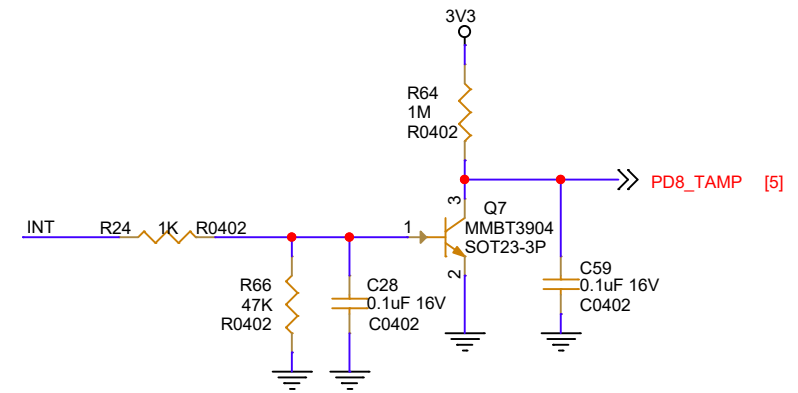 3V3
R64
1M
R0402
PD8_TAMP [5]
3
Q7
INT
R24 1K R0402
1
MMBT3904
SOT23-3P
2
R66
47K
R0402
C28
0.1uF 16V
C0402
C59
0.1uF 16V
C0402